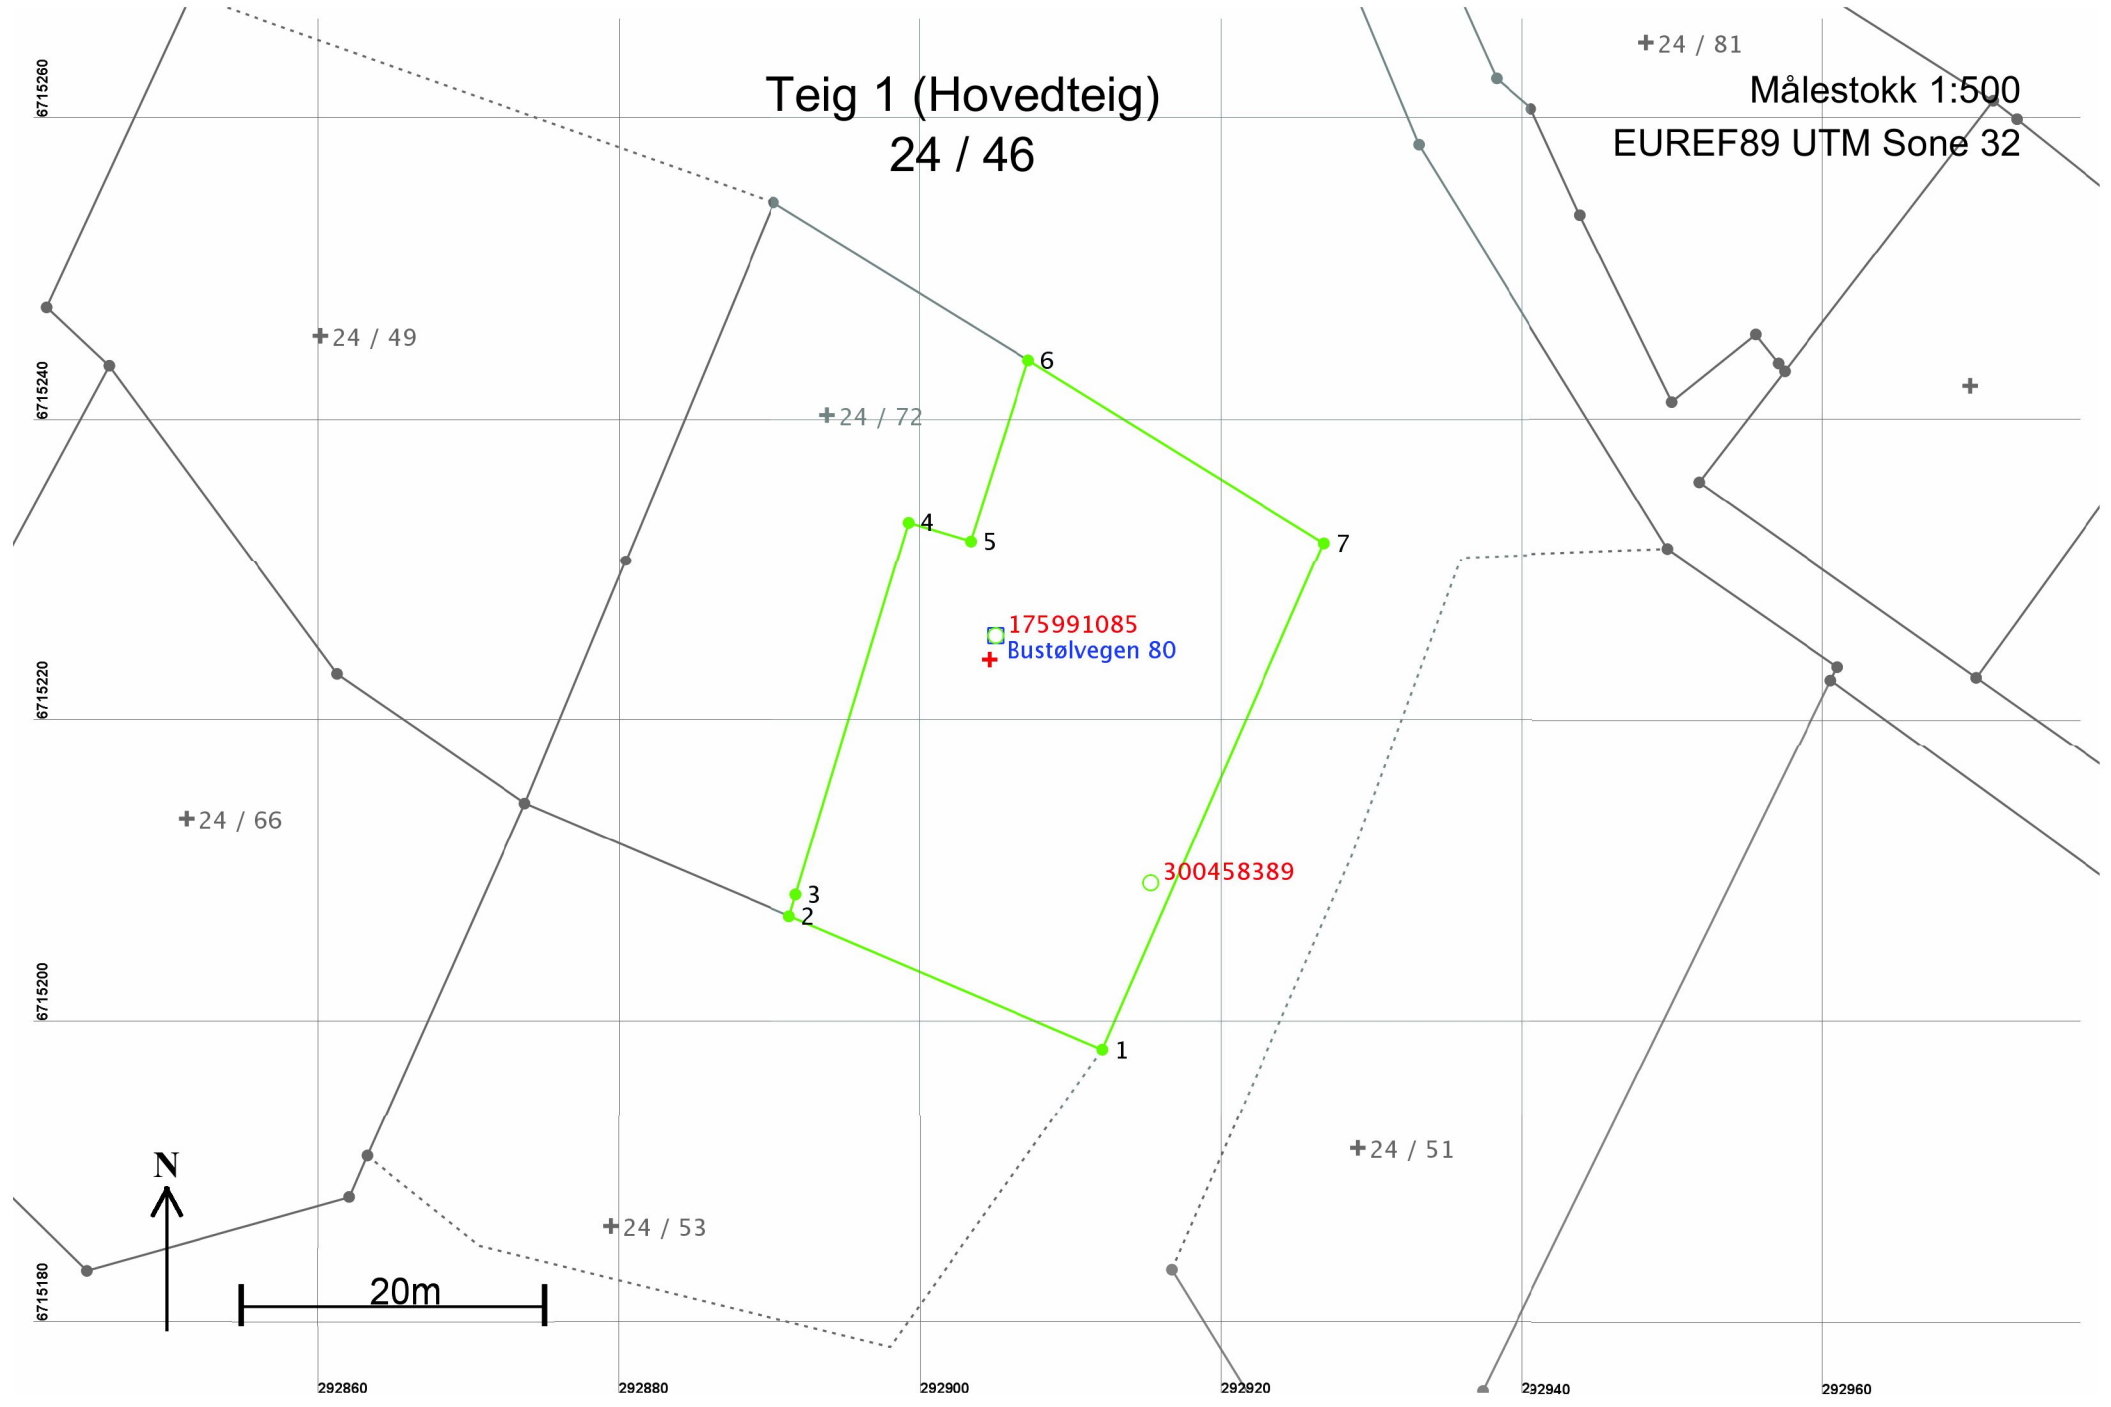 Teig 1 (Hovedteig)
24 / 46
Målestokk 1:500
EUREF89 UTM Sone 32
24 / 81
6715260
24 / 49
6
6715240
24 / 72
4
5
7
175991085
Bustølvegen 80
6715220
24 / 66
300458389
3
2
6715200
1
24 / 51
N
24 / 53
20m
6715180
292860
292880
292900
292920
292940
292960